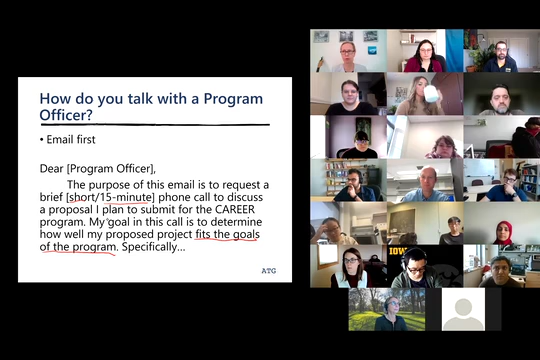 How do you talk with a Program
Officer?
• Email first
Dear [Program Officer],
The purpose of this email is to request a
brief [short/15-minute] phone call to discuss
a proposal I plan to submit for the CAREER
program. My goal in this call is to determine
how well my proposed project fits the goals
of the program. Specifically...
ATG
IOW